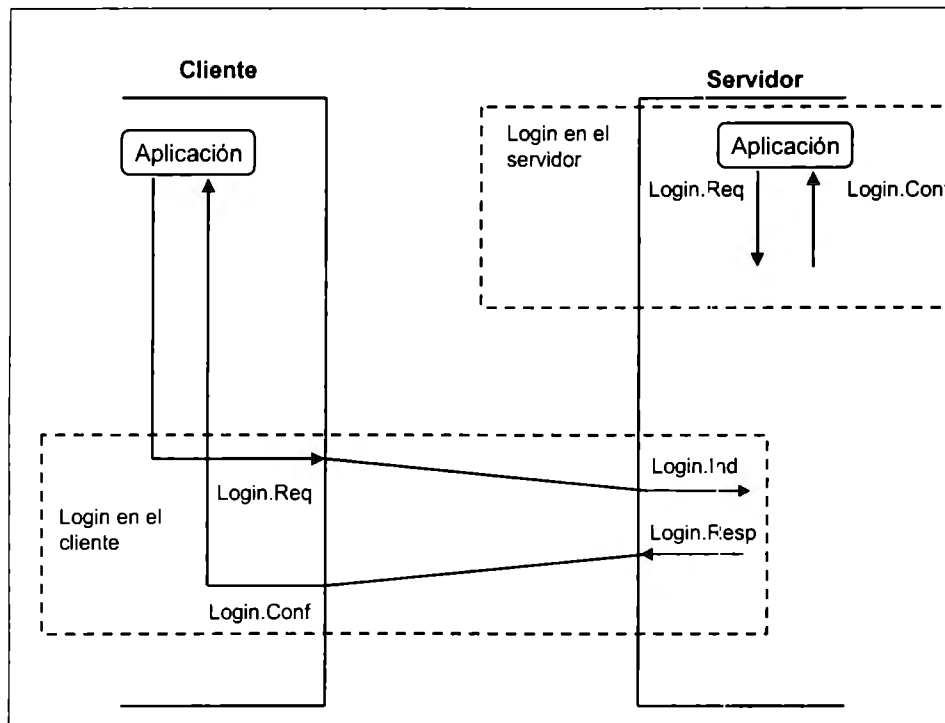 Cliente
Servidor
Aplicación
Login en el
servidor
Aplicación
Login.Req
Login.Conf
Login.Ind
Login.Req
Login.Resp
Login en el
cliente
Login.Conf